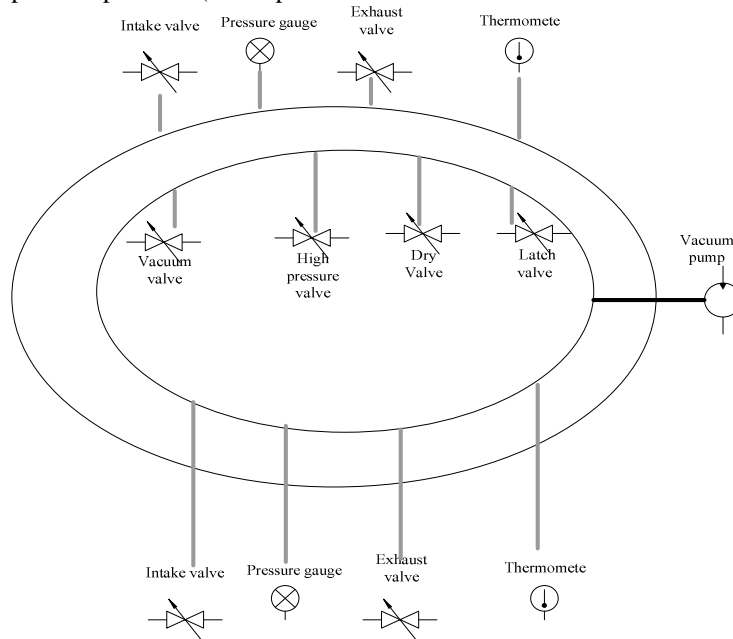 Intake valve
Pressure gauge
Exhaust
valve
Thermomete
Vacuum
valve
High
pressure
valve
Dry
Valve
Latch
valve
Vacuum
pump
Intake valve
Pressure gauge
Exhaust
valve
Thermomete